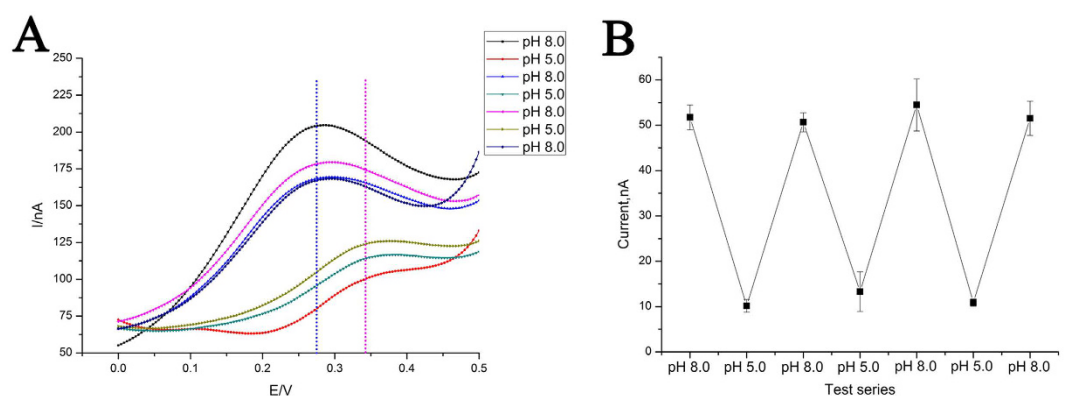 A
250
225
200
175
150
125
100
75
50
I/nA
0.0 0.1 0.2 0.3 0.4 0.5
E/V
pH 8.0
pH 5.0
pH 8.0
pH 5.0
pH 8.0
pH 5.0
pH 8.0
B
60
50
40
30
20
10
0
Current,nA
pH 8.0 pH 5.0 pH 8.0 pH 5.0 pH 8.0 pH 5.0 pH 8.0
Test series